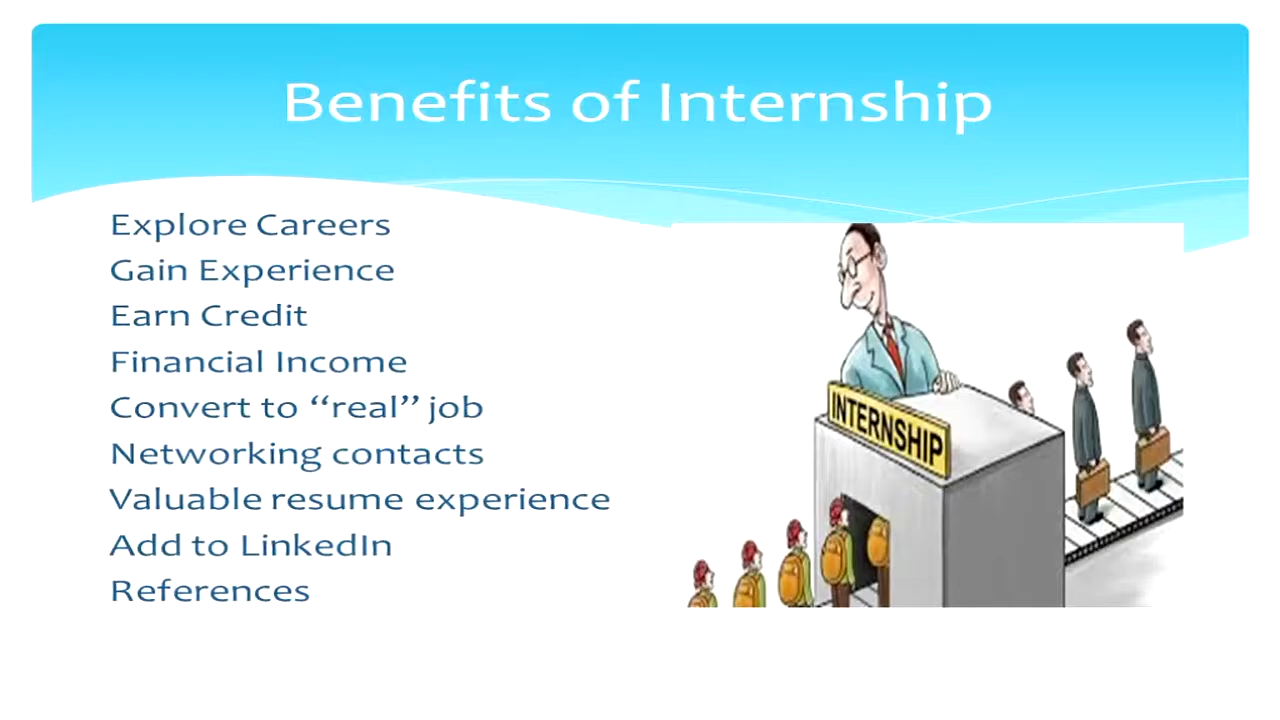 Benefits of Internship
Explore Careers
Gain Experience
Earn Credit
Financial Income
Convert to “real” job
Networking contacts
Valuable resume experience
Add to LinkedIn
References
INTERNSHIP